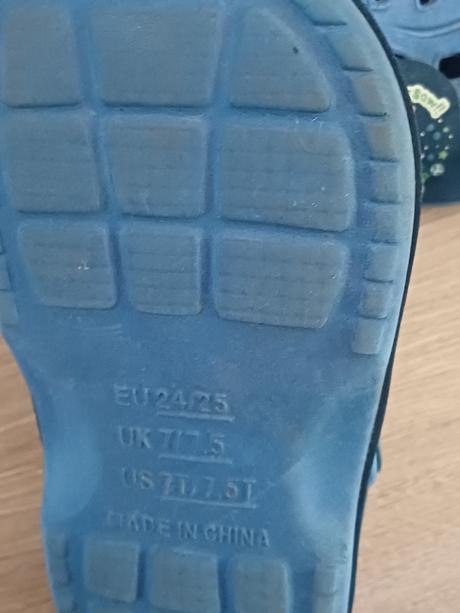 EU 24/25
UK 7/7.5
US 7T/7.5T
MADE IN CHINA